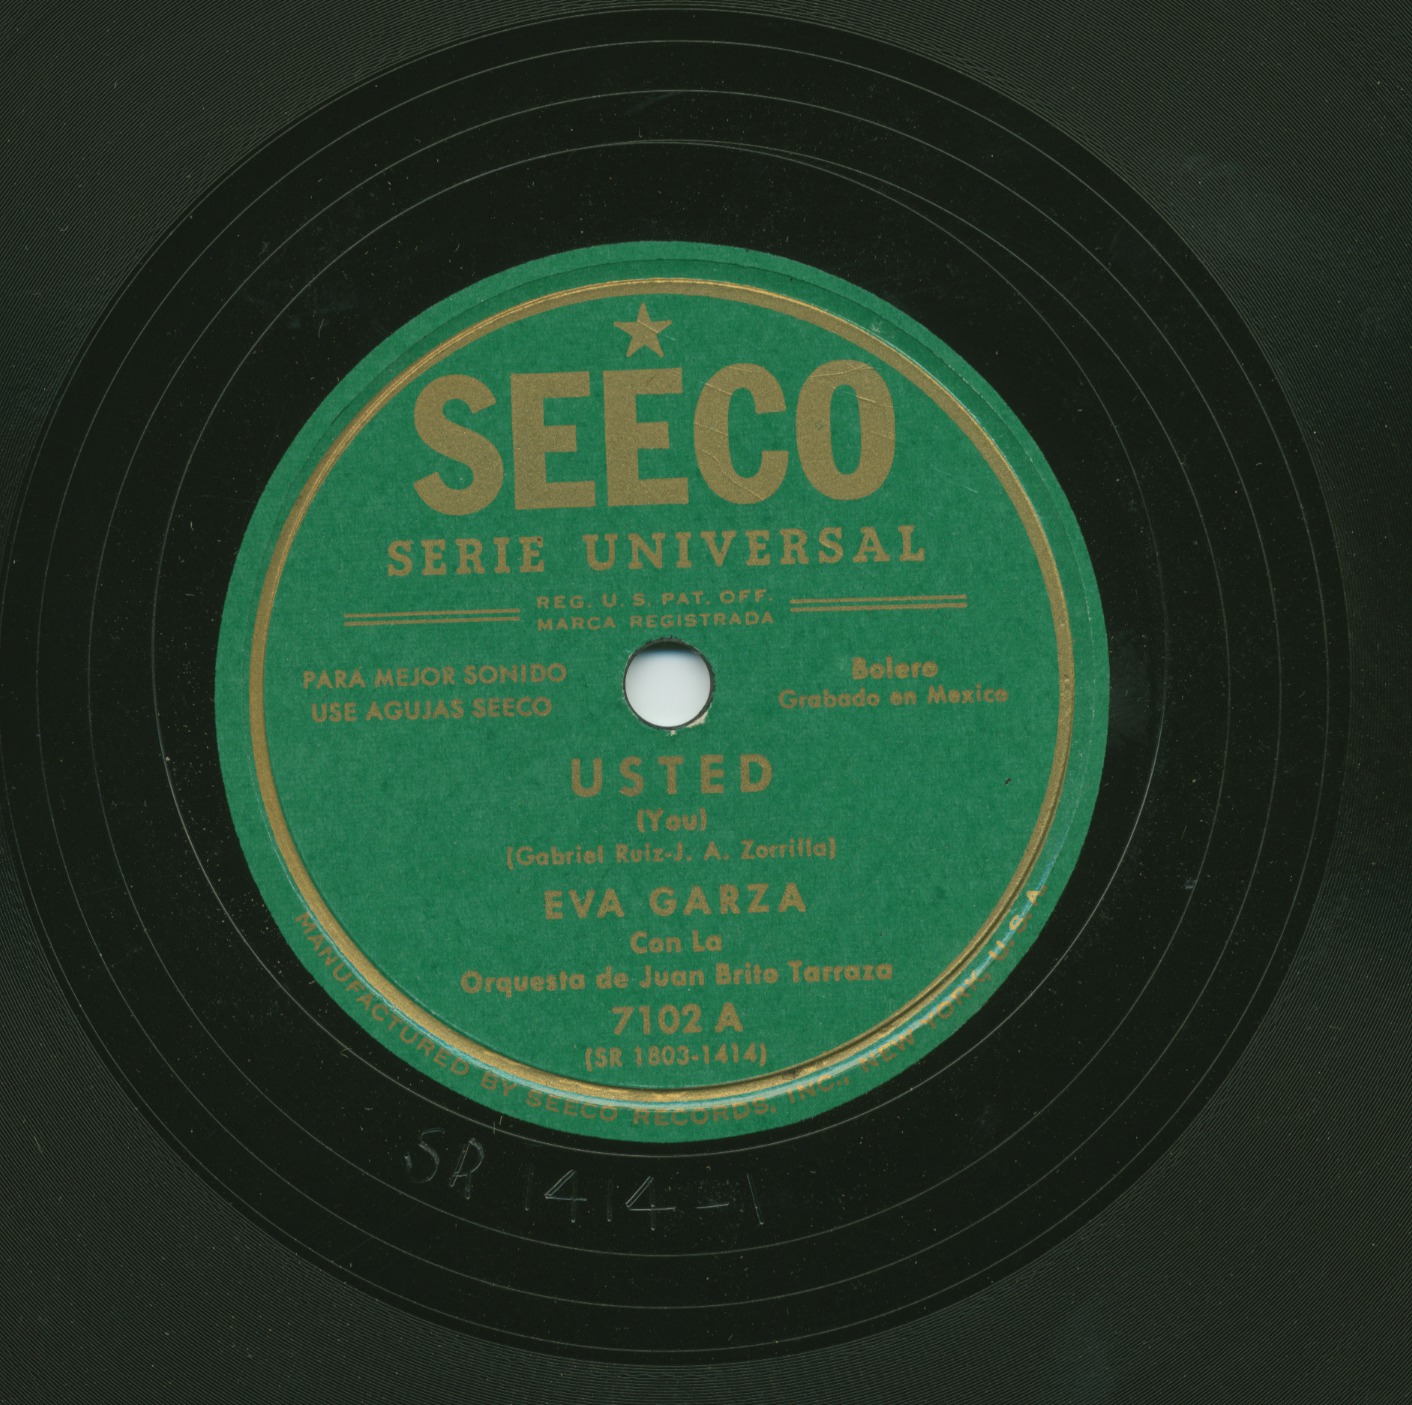 SEECO
SERIE UNIVERSAL
REG. U. S. PAT. OFF.
MARCA REGISTRADA
PARA MEJOR SONIDO
USE AGUJAS SEECO
Bolero
Grabado en Mexico
USTED
(You)
(Gabriel Ruiz-J. A. Zorrilla)
EVA GARZA
Con La
Orquesta de Juan Brito Tarraza
7102 A
(SR 1803-1414)
MANUFACTURED BY SEECO RECORDS, INC., NEW YORK, U.S.A.
SR 1414-1